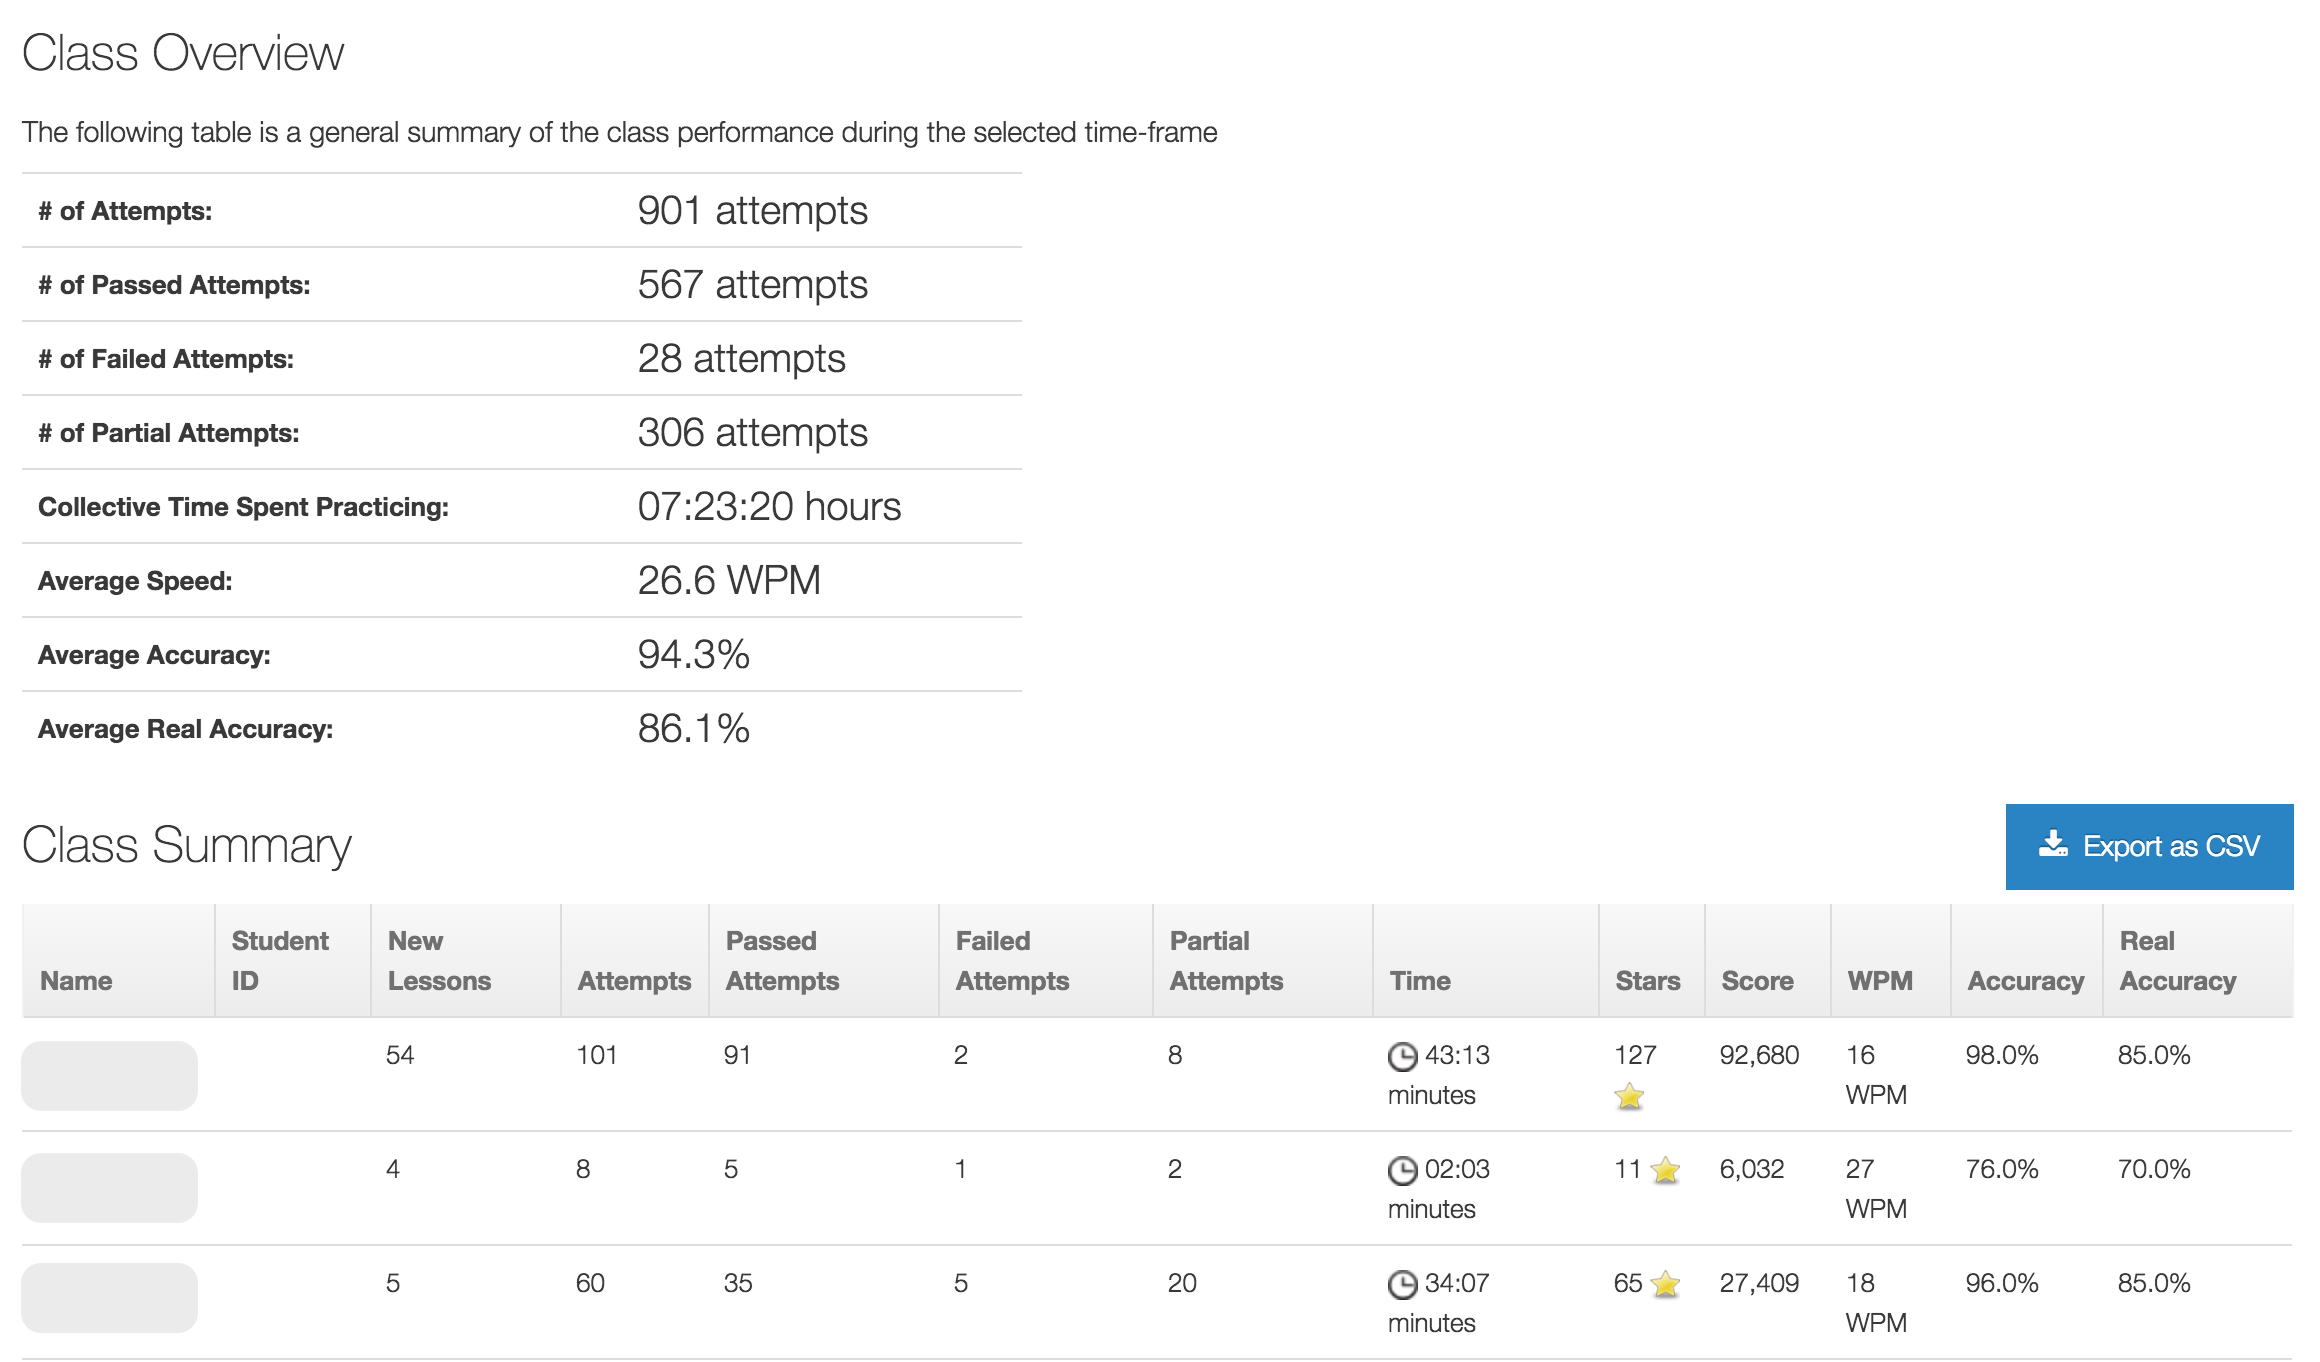 Class Overview
The following table is a general summary of the class performance during the selected time-frame
# of Attempts: 901 attempts
# of Passed Attempts: 567 attempts
# of Failed Attempts: 28 attempts
# of Partial Attempts: 306 attempts
Collective Time Spent Practicing: 07:23:20 hours
Average Speed: 26.6 WPM
Average Accuracy: 94.3%
Average Real Accuracy: 86.1%
Class Summary
Export as CSV
Student New Passed Failed Partial Real
Name ID Lessons Attempts Attempts Attempts Attempts Time Stars Score WPM Accuracy Accuracy
54 101 91 2 8 43:13 127 92,680 16 98.0% 85.0%
minutes WPM
4 8 5 1 2 02:03 11 6,032 27 76.0% 70.0%
minutes WPM
5 60 35 5 20 34:07 65 27,409 18 96.0% 85.0%
minutes WPM